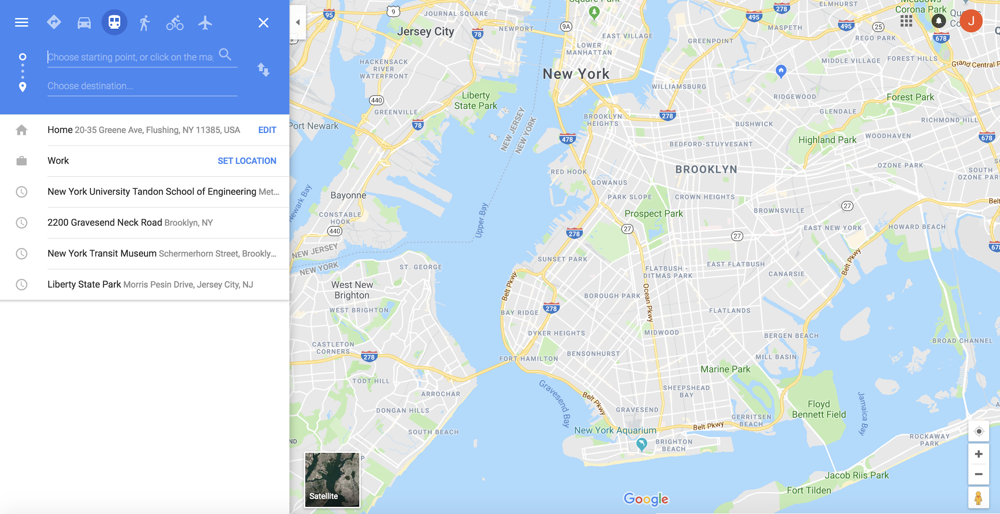 Choose starting point, or click on the map
Choose destination...
Home 20-35 Greene Ave, Flushing, NY 11385, USA EDIT
Work SET LOCATION
New York University Tandon School of Engineering Met...
2200 Gravesend Neck Road Brooklyn, NY
New York Transit Museum Schermerhorn Street, Brookly...
Liberty State Park Morris Pesin Drive, Jersey City, NJ
J
Square Park
Meadows
Corona Park
ELMHURST
95
9
JOURNAL SQUARE
278
495
495
25
678
Jersey City
78
NEWPORT
9A
MASPETH
REGO PARK
EAST VILLAGE
GREENPOINT
LOWER
MANHATTAN
MIDDLE VILLAGE
FOREST HILLS
Grand Central P
HACKENSACK
RIVER
WATERFRONT
New York
WILLIAMSBURG
RIDGEWOOD
Forest Park
Liberty
State Park
440
GREENVILLE
GLENDALE
RICHMOND HILL
278
BROOKLYN
HEIGHTS
BUSHWICK
NEW JERSEY
NEW YORK
Port Newark
78
478
WOODHAVEN
678
Highland Park
BEDFORD-STUYVESANT
OZONE PARK
BROOKLYN
RED HOOK
SOUTH
OZONE PAR
GOWANUS
Bayonne
Newark Bay
PARK SLOPE
CROWN HEIGHTS
Belt
27
BROWNSVILLE
Prospect Park
CONSTABLE
HOOK
Upper Bay
440
278
27
27
EAST NEW YORK
HOWARD BEACH
678
NEW JERSEY
NEW YORK
SUNSET PARK
ST. GEORGE
FLATBUSH -
DITMAS PARK
EAST FLATBUSH
Belt Pkwy
CANARSIE
West New
Brighton
Belt Pkwy
Ocean Pkwy
BOROUGH PARK
WEST BRIGHTON
278
BAY RIDGE
FLATLANDS
DYKER HEIGHTS
MIDWOOD
BERGEN BEACH
BROAD CHANNEL
CASTLETON
CORNERS
278
BENSONHURST
FORT HAMILTON
MILL BASIN
Marine Park
TODT HILL
Gravesend Bay
SHEEPSHEAD
BAY
ARROCHAR
Belt Pkwy
Jamaica Bay
Floyd
Bennett Field
DONGAN HILLS
GRAVESEND
GERRITSEN
BEACH
Belt Pkwy
New York Aquarium
SOUTH BEACH
ND
BRIGHTON
BEACH
ROCKAWAY
PARK
P
Jacob Riis Park
Fort Tilden
Satellite
Google